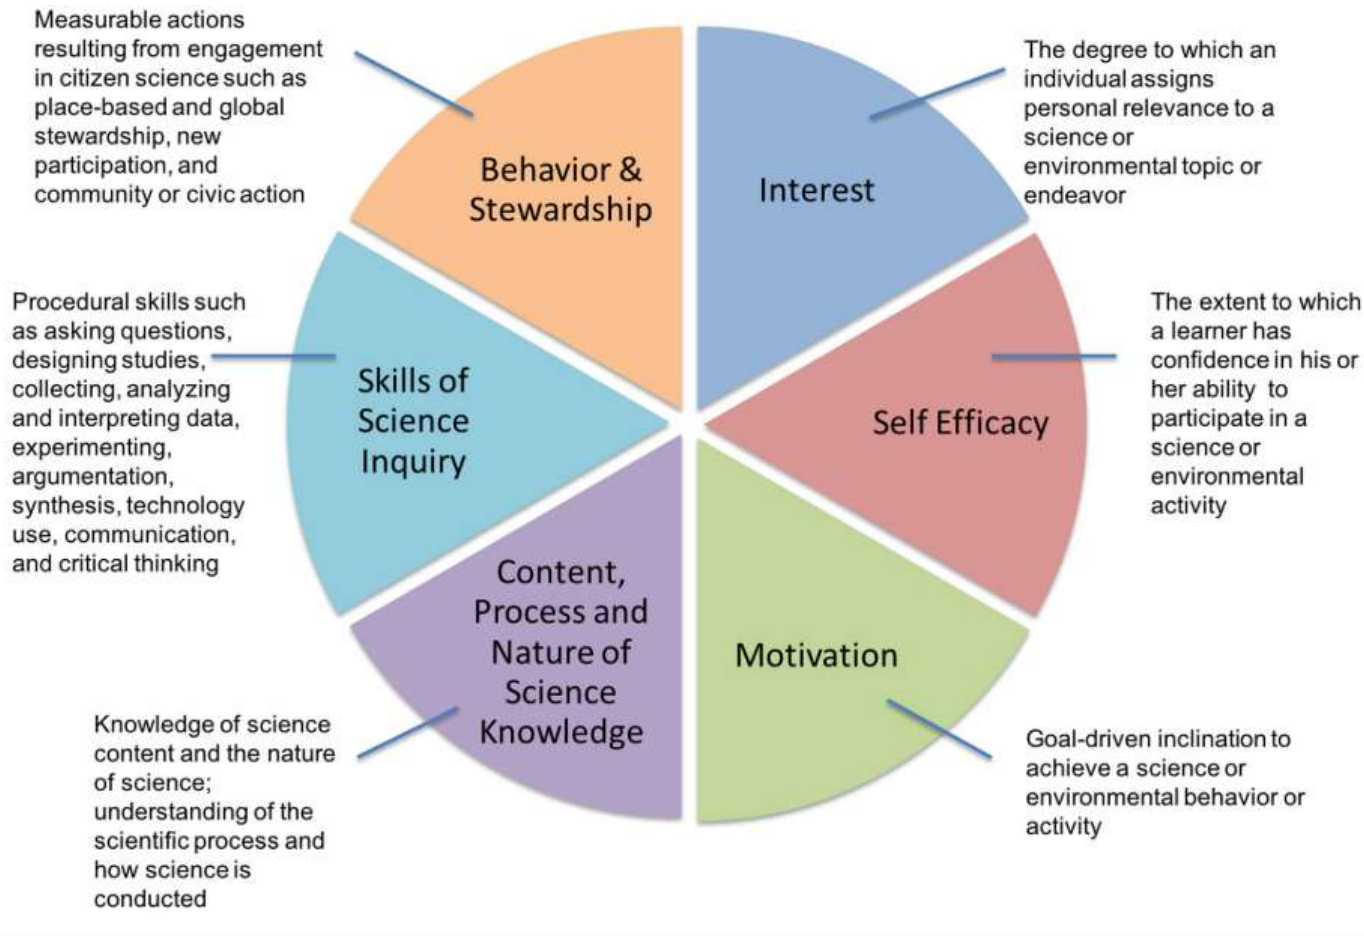 Measurable actions
resulting from engagement
in citizen science such as
place-based and global
stewardship, new
participation, and
community or civic action
Behavior &
Stewardship
Interest
The degree to which an
individual assigns
personal relevance to a
science or
environmental topic or
endeavor
Procedural skills such
as asking questions,
designing studies,
collecting, analyzing
and interpreting data,
experimenting,
argumentation,
synthesis, technology
use, communication,
and critical thinking
Skills of
Science
Inquiry
Self Efficacy
The extent to which
a learner has
confidence in his or
her ability to
participate in a
science or
environmental
activity
Content,
Process and
Nature of
Science
Knowledge
Motivation
Knowledge of science
content and the nature
of science;
understanding of the
scientific process and
how science is
conducted
Goal-driven inclination to
achieve a science or
environmental behavior or
activity